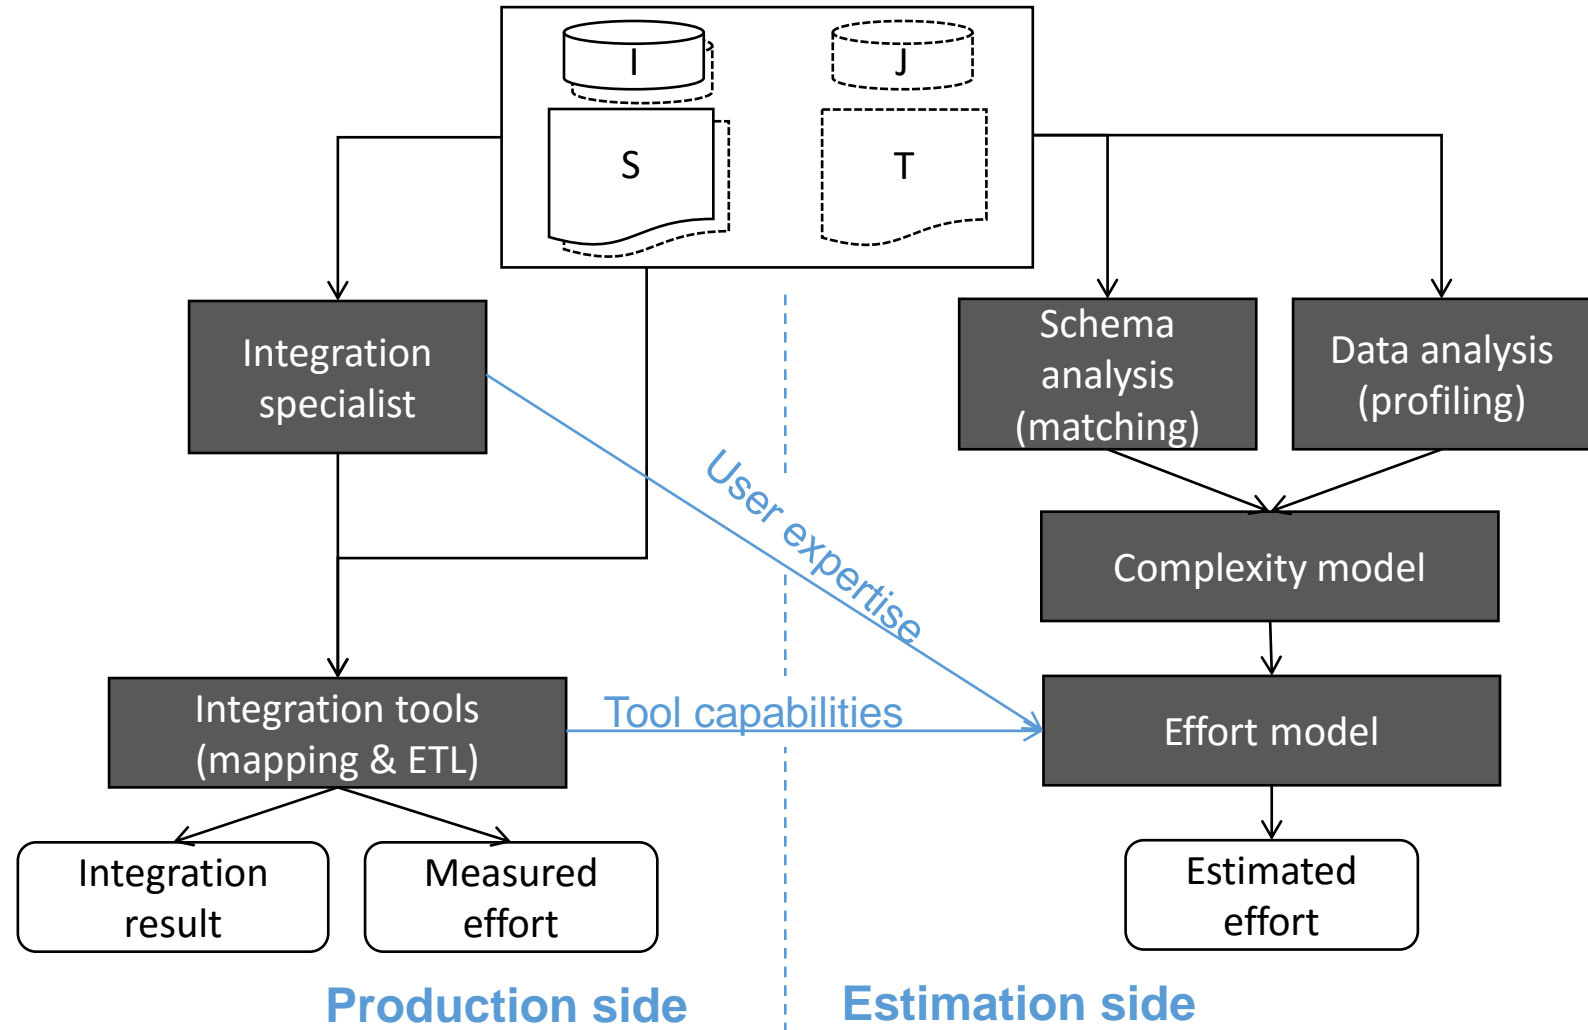 I
J
S
T
Integration
specialist
Schema
analysis
(matching)
Data analysis
(profiling)
User expertise
Complexity model
Integration tools
(mapping & ETL)
Tool capabilities
Effort model
Integration
result
Measured
effort
Estimated
effort
Production side
Estimation side